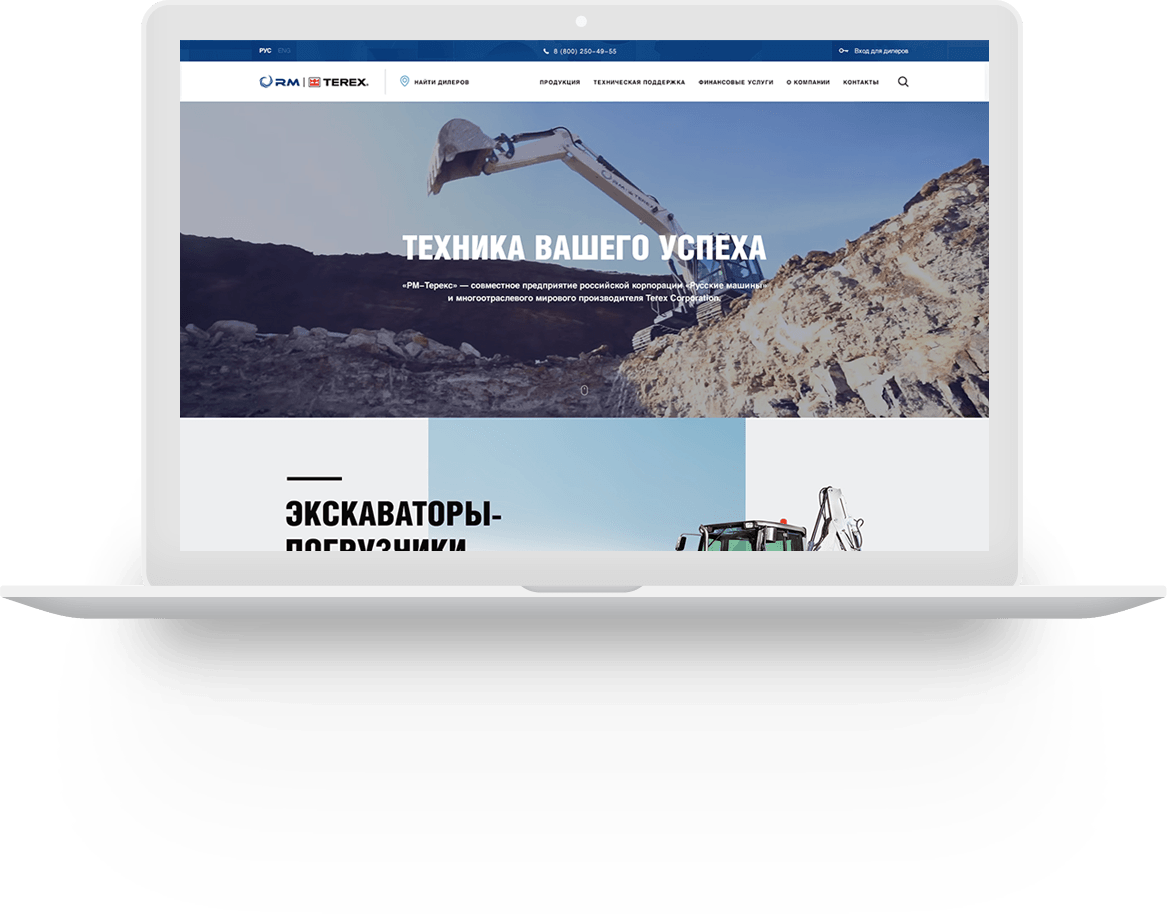 РУС ENG
8 (800) 250-49-55
Вход для дилеров
RM | TEREX®
НАЙТИ ДИЛЕРОВ
ПРОДУКЦИЯ ТЕХНИЧЕСКАЯ ПОДДЕРЖКА ФИНАНСОВЫЕ УСЛУГИ О КОМПАНИИ КОНТАКТЫ
RM TEREX
ТЕХНИКА ВАШЕГО УСПЕХА
«РМ-Терекс» — совместное предприятие российской корпорации «Русские машины»
и многоотраслевого мирового производителя Terex Corporation.
ЭКСКАВАТОРЫ-
ПОГРУЗЧИКИ